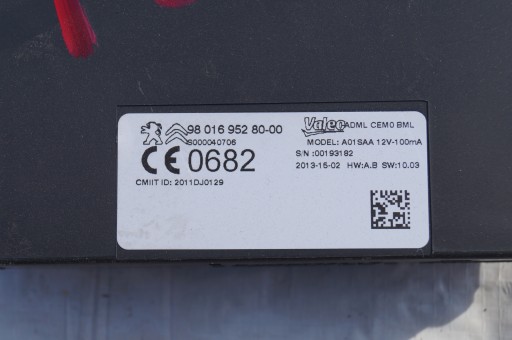 98 016 952 80-00
S000040706
CE 0682
CMIIT ID: 2011DJ0129
Valeo ADML CEM0 BML
MODEL: A01SAA 12V-100mA
S/N :00193182
2013-15-02 HW:A.B SW:10.03